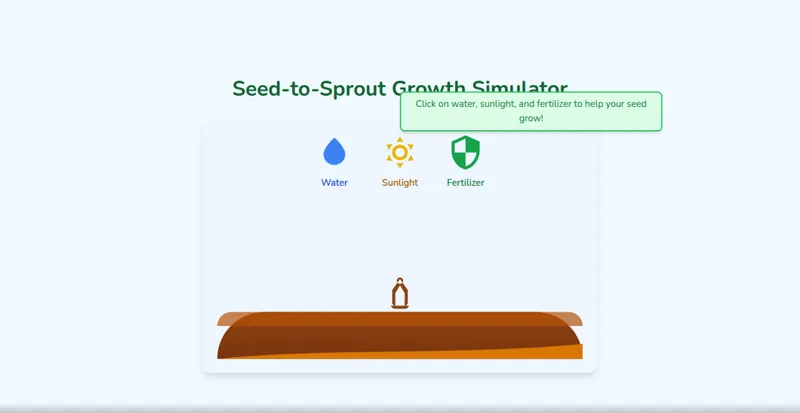 Seed-to-Sprout Growth Simulator
Click on water, sunlight, and fertilizer to help your seed
grow!
Water
Sunlight
Fertilizer